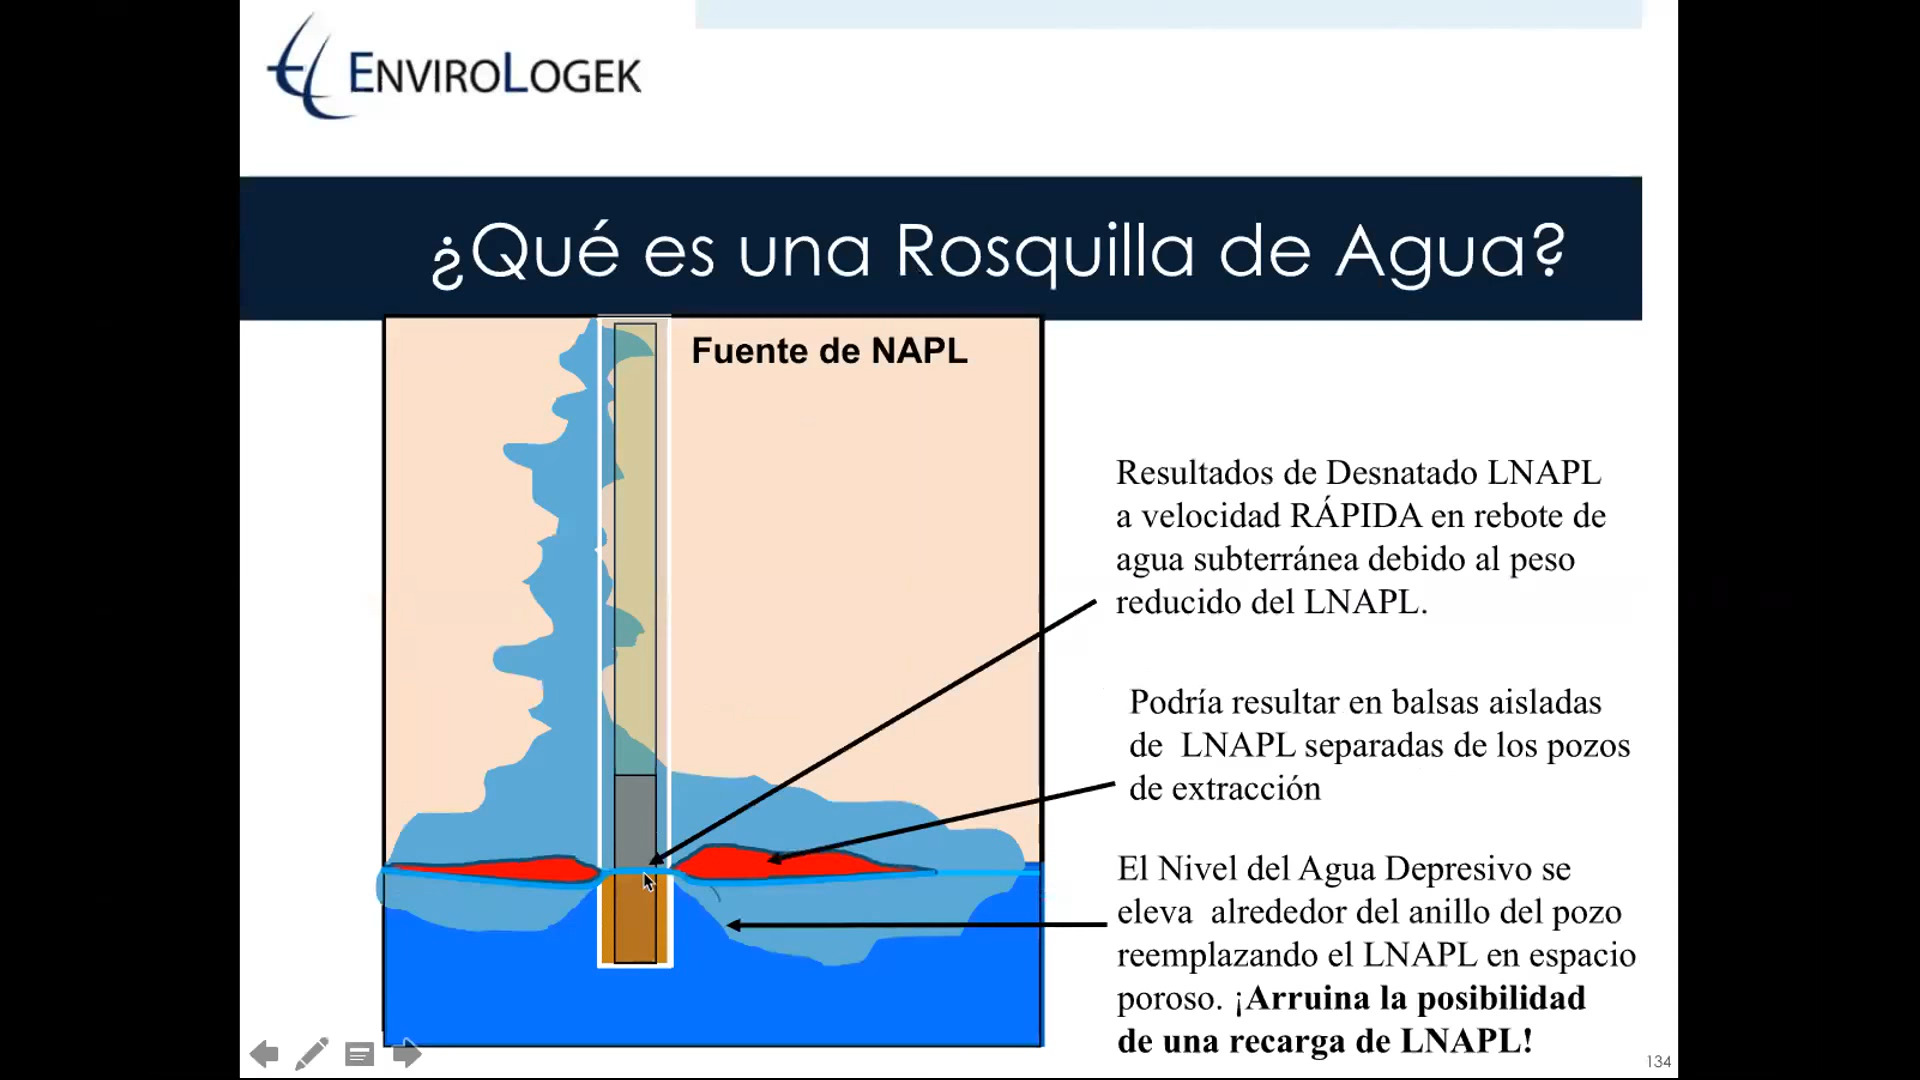 ENVIROLOGEK
¿Qué es una Rosquilla de Agua?
Fuente de NAPL
Resultados de Desnatado LNAPL
a velocidad RÁPIDA en rebote de
agua subterránea debido al peso
reducido del LNAPL.
Podría resultar en balsas aisladas
de LNAPL separadas de los pozos
de extracción
El Nivel del Agua Depresivo se
eleva alrededor del anillo del pozo
reemplazando el LNAPL en espacio
poroso. ¡Arruina la posibilidad
de una recarga de LNAPL!
134